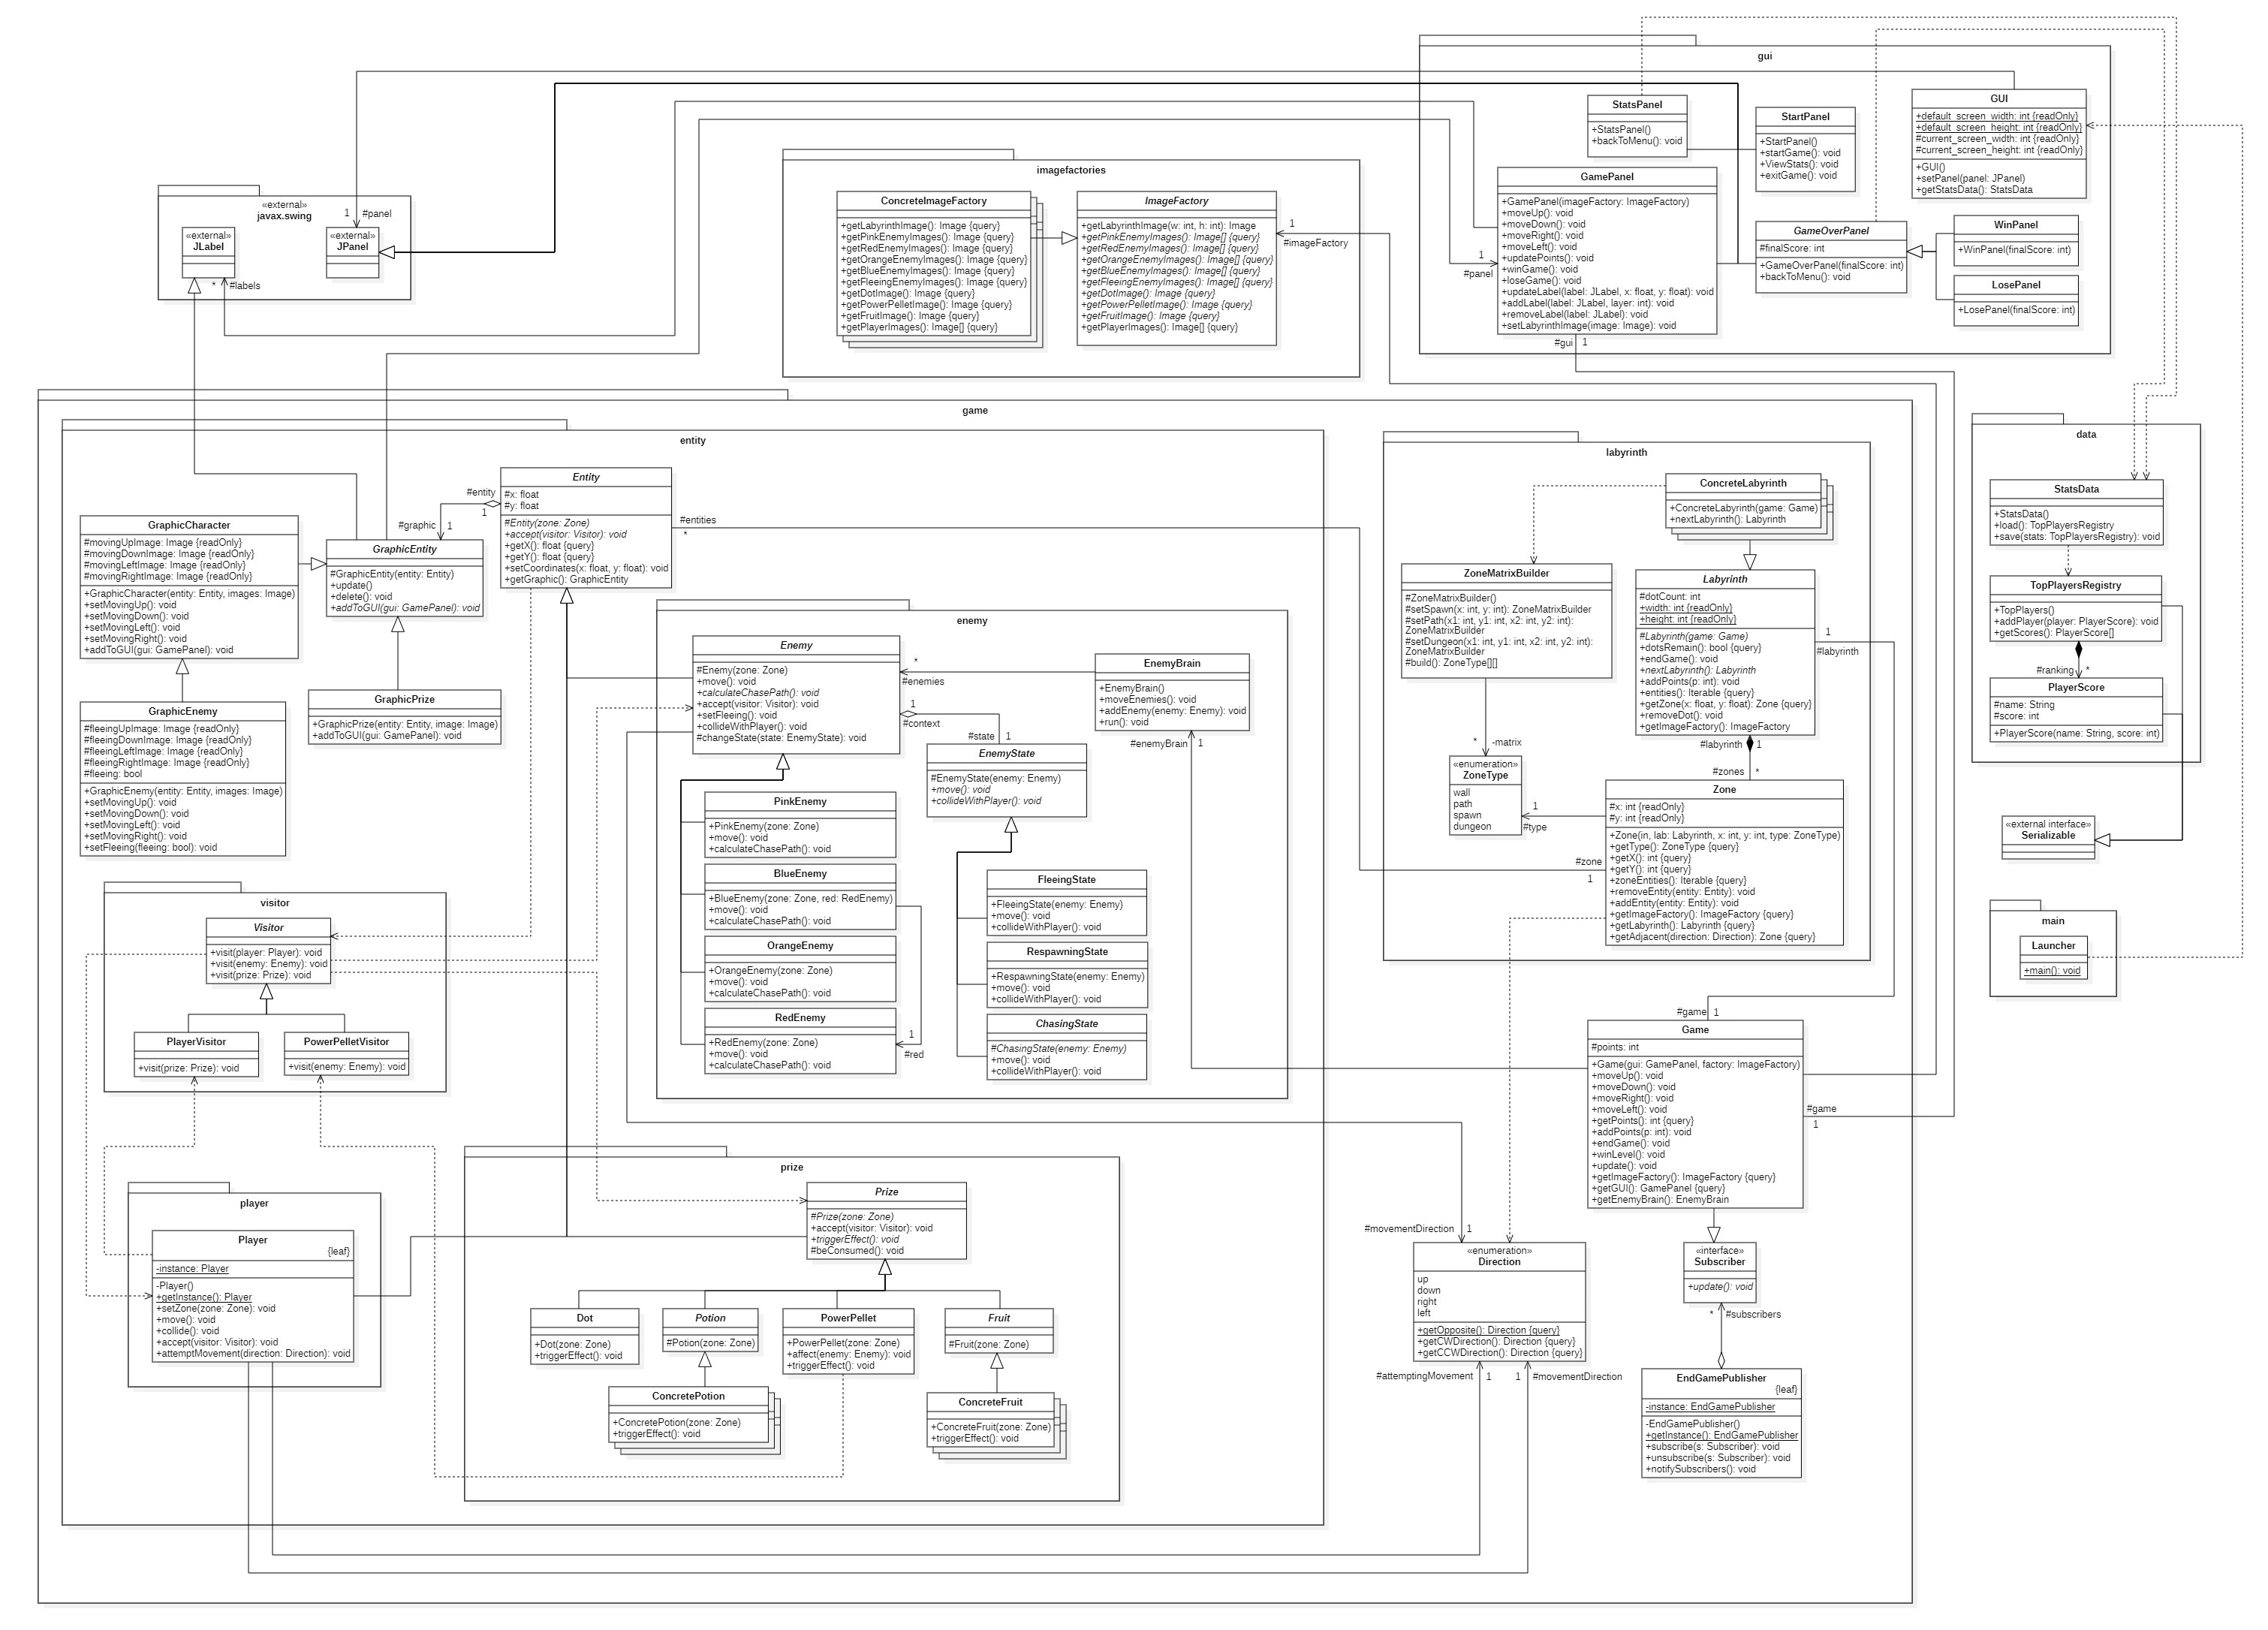 gui
StatsPanel
+StatsPanel()
+backToMenu(): void
StartPanel
+StartPanel()
+startGame(): void
+ViewStats(): void
+exitGame(): void
GUI
+default_screen_width: int {readOnly}
+default_screen_height: int {readOnly}
#current_screen_width: int {readOnly}
#current_screen_height: int {readOnly}
+GUI()
+setPanel(panel: JPanel)
+getStatsData(): StatsData
GamePanel
+GamePanel(imageFactory: ImageFactory)
+moveUp(): void
+moveDown(): void
+moveRight(): void
+moveLeft(): void
+updatePoints(): void
+winGame(): void
+loseGame(): void
+updateLabel(label: JLabel, x: float, y: float): void
+addLabel(label: JLabel, layer: int): void
+removeLabel(label: JLabel): void
+setLabyrinthImage(image: Image): void
1
#panel
#gui
1
GameOverPanel
#finalScore: int
+GameOverPanel(finalScore: int)
+backToMenu(): void
WinPanel
+WinPanel(finalScore: int)
LosePanel
+LosePanel(finalScore: int)
«external»
javax.swing
1
#panel
«external»
JLabel
«external»
JPanel
*
#labels
imagefactories
ConcreteImageFactory
+getLabyrinthImage(): Image {query}
+getPinkEnemyImages(): Image {query}
+getRedEnemyImages(): Image {query}
+getOrangeEnemyImages(): Image {query}
+getBlueEnemyImages(): Image {query}
+getFleeingEnemyImages(): Image {query}
+getDotImage(): Image {query}
+getPowerPelletImage(): Image {query}
+getFruitImage(): Image {query}
+getPlayerImages(): Image[] {query}
ImageFactory
+getLabyrinthImage(w: int, h: int): Image
+getPinkEnemyImages(): Image[] {query}
+getRedEnemyImages(): Image[] {query}
+getOrangeEnemyImages(): Image[] {query}
+getBlueEnemyImages(): Image[] {query}
+getFleeingEnemyImages(): Image[] {query}
+getDotImage(): Image {query}
+getPowerPelletImage(): Image {query}
+getFruitImage(): Image {query}
+getPlayerImages(): Image[] {query}
1
#imageFactory
game
entity
Entity
#x: float
#y: float
#Entity(zone: Zone)
+accept(visitor: Visitor): void
+getX(): float {query}
+getY(): float {query}
+setCoordinates(x: float, y: float): void
+getGraphic(): GraphicEntity
#entity
1
#graphic
1
#entities
*
GraphicCharacter
#movingUpImage: Image {readOnly}
#movingDownImage: Image {readOnly}
#movingLeftImage: Image {readOnly}
#movingRightImage: Image {readOnly}
+GraphicCharacter(entity: Entity, images: Image)
+setMovingUp(): void
+setMovingDown(): void
+setMovingLeft(): void
+setMovingRight(): void
+addToGUI(gui: GamePanel): void
GraphicEntity
#GraphicEntity(entity: Entity)
+update()
+delete(): void
+addToGUI(gui: GamePanel): void
GraphicEnemy
#fleeingUpImage: Image {readOnly}
#fleeingDownImage: Image {readOnly}
#fleeingLeftImage: Image {readOnly}
#fleeingRightImage: Image {readOnly}
#fleeing: bool
+GraphicEnemy(entity: Entity, images: Image)
+setMovingUp(): void
+setMovingDown(): void
+setMovingLeft(): void
+setMovingRight(): void
+setFleeing(fleeing: bool): void
GraphicPrize
+GraphicPrize(entity: Entity, image: Image)
+addToGUI(gui: GamePanel): void
enemy
Enemy
#Enemy(zone: Zone)
+move(): void
+calculateChasePath(): void
+accept(visitor: Visitor): void
+setFleeing(): void
+collideWithPlayer(): void
#changeState(state: EnemyState): void
*
#enemies
1
#context
#state
1
EnemyBrain
+EnemyBrain()
+moveEnemies(): void
+addEnemy(enemy: Enemy): void
+run(): void
#enemyBrain
1
EnemyState
#EnemyState(enemy: Enemy)
+move(): void
+collideWithPlayer(): void
PinkEnemy
+PinkEnemy(zone: Zone)
+move(): void
+calculateChasePath(): void
BlueEnemy
+BlueEnemy(zone: Zone, red: RedEnemy)
+move(): void
+calculateChasePath(): void
OrangeEnemy
+OrangeEnemy(zone: Zone)
+move(): void
+calculateChasePath(): void
RedEnemy
+RedEnemy(zone: Zone)
+move(): void
+calculateChasePath(): void
1
#red
FleeingState
+FleeingState(enemy: Enemy)
+move(): void
+collideWithPlayer(): void
RespawningState
+RespawningState(enemy: Enemy)
+move(): void
+collideWithPlayer(): void
ChasingState
#ChasingState(enemy: Enemy)
+move(): void
+collideWithPlayer(): void
visitor
Visitor
+visit(player: Player): void
+visit(enemy: Enemy): void
+visit(prize: Prize): void
PlayerVisitor
+visit(prize: Prize): void
PowerPelletVisitor
+visit(enemy: Enemy): void
player
Player
{leaf}
-instance: Player
-Player()
+getInstance(): Player
+setZone(zone: Zone): void
+move(): void
+collide(): void
+accept(visitor: Visitor): void
+attemptMovement(direction: Direction): void
prize
Prize
#Prize(zone: Zone)
+accept(visitor: Visitor): void
+triggerEffect(): void
#beConsumed(): void
Dot
+Dot(zone: Zone)
+triggerEffect(): void
Potion
#Potion(zone: Zone)
PowerPellet
+PowerPellet(zone: Zone)
+affect(enemy: Enemy): void
+triggerEffect(): void
Fruit
#Fruit(zone: Zone)
ConcretePotion
+ConcretePotion(zone: Zone)
+triggerEffect(): void
ConcreteFruit
+ConcreteFruit(zone: Zone)
+triggerEffect(): void
labyrinth
ConcreteLabyrinth
+ConcreteLabyrinth(game: Game)
+nextLabyrinth(): Labyrinth
ZoneMatrixBuilder
#ZoneMatrixBuilder()
#setSpawn(x: int, y: int): ZoneMatrixBuilder
#setPath(x1: int, y1: int, x2: int, y2: int):
ZoneMatrixBuilder
#setDungeon(x1: int, y1: int, x2: int, y2: int):
ZoneMatrixBuilder
#build(): ZoneType[][]
*
-matrix
Labyrinth
#dotCount: int
+width: int {readOnly}
+height: int {readOnly}
#Labyrinth(game: Game)
+dotsRemain(): bool {query}
+endGame(): void
+nextLabyrinth(): Labyrinth
+addPoints(p: int): void
+entities(): Iterable {query}
+getZone(x: float, y: float): Zone {query}
+removeDot(): void
+getImageFactory(): ImageFactory
1
#labyrinth
#labyrinth
1
#zones
*
«enumeration»
ZoneType
wall
path
spawn
dungeon
1
#type
Zone
#x: int {readOnly}
#y: int {readOnly}
+Zone(in, lab: Labyrinth, x: int, y: int, type: ZoneType)
+getType(): ZoneType {query}
+getX(): int {query}
+getY(): int {query}
+zoneEntities(): Iterable {query}
+removeEntity(entity: Entity): void
+addEntity(entity: Entity): void
+getImageFactory(): ImageFactory {query}
+getLabyrinth(): Labyrinth {query}
+getAdjacent(direction: Direction): Zone {query}
#zone
1
#game
1
Game
#points: int
+Game(gui: GamePanel, factory: ImageFactory)
+moveUp(): void
+moveDown(): void
+moveRight(): void
+moveLeft(): void
+getPoints(): int {query}
+addPoints(p: int): void
+endGame(): void
+winLevel(): void
+update(): void
+getImageFactory(): ImageFactory {query}
+getGUI(): GamePanel {query}
+getEnemyBrain(): EnemyBrain
#game
1
#movementDirection
1
«enumeration»
Direction
up
down
right
left
+getOpposite(): Direction {query}
+getCWDirection(): Direction {query}
+getCCWDirection(): Direction {query}
#attemptingMovement
1
1
#movementDirection
«interface»
Subscriber
+update(): void
*
#subscribers
EndGamePublisher
{leaf}
-instance: EndGamePublisher
-EndGamePublisher()
+getInstance(): EndGamePublisher
+subscribe(s: Subscriber): void
+unsubscribe(s: Subscriber): void
+notifySubscribers(): void
data
StatsData
+StatsData()
+load(): TopPlayersRegistry
+save(stats: TopPlayersRegistry): void
TopPlayersRegistry
+TopPlayers()
+addPlayer(player: PlayerScore): void
+getScores(): PlayerScore[]
#ranking
*
PlayerScore
#name: String
#score: int
+PlayerScore(name: String, score: int)
«external interface»
Serializable
main
Launcher
+main(): void